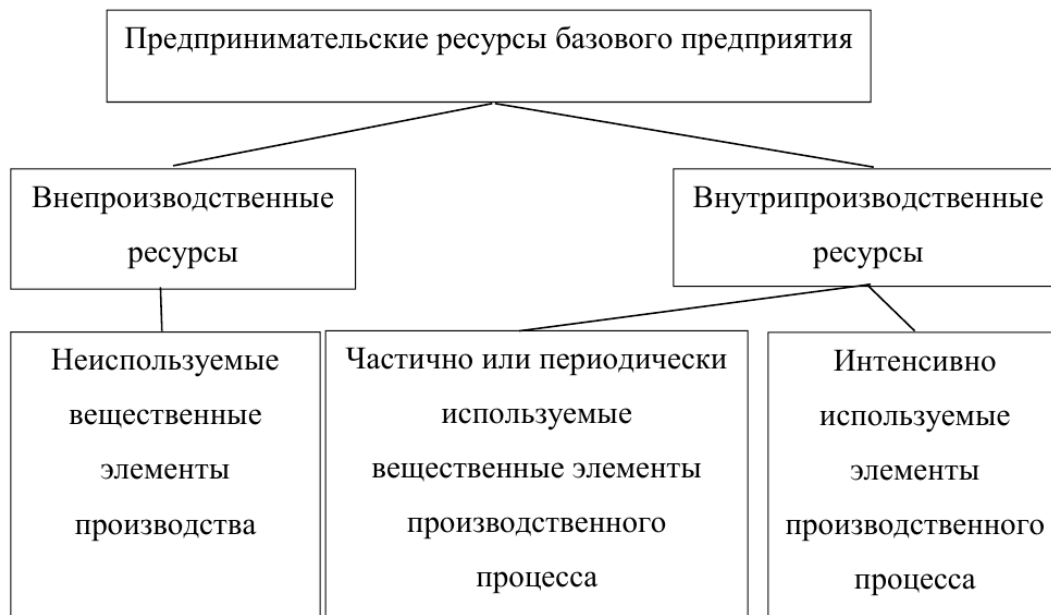 Предпринимательские ресурсы базового предприятия
Внепроизводственные
ресурсы
Внутрипроизводственные
ресурсы
Неиспользуемые
вещественные
элементы
производства
Частично или периодически
используемые
вещественные элементы
производственного
процесса
Интенсивно
используемые
элементы
производственного
процесса